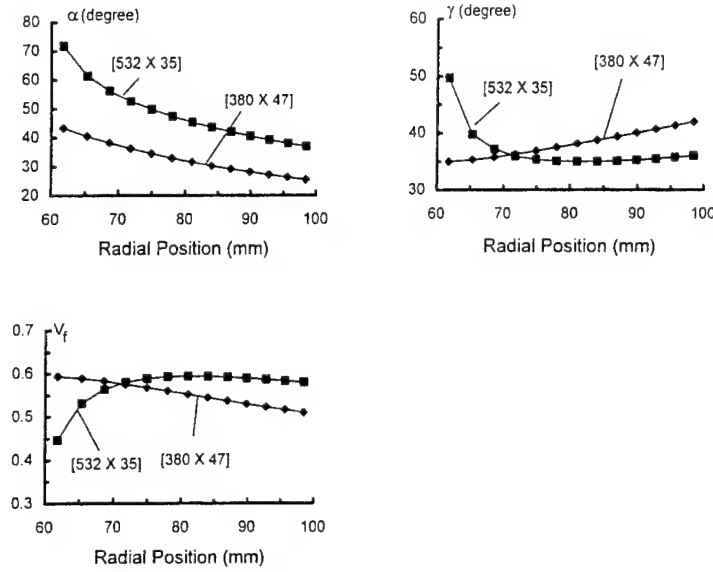 α (degree)
80
70
60
50
40
30
20
[532 X 35]
[380 X 47]
60
70
80
90
100
Radial Position (mm)
γ (degree)
60
50
40
30
[532 X 35]
[380 X 47]
60
70
80
90
100
Radial Position (mm)
Vf
0.7
0.6
0.5
0.4
0.3
[532 X 35]
[380 X 47]
60
70
80
90
100
Radial Position (mm)